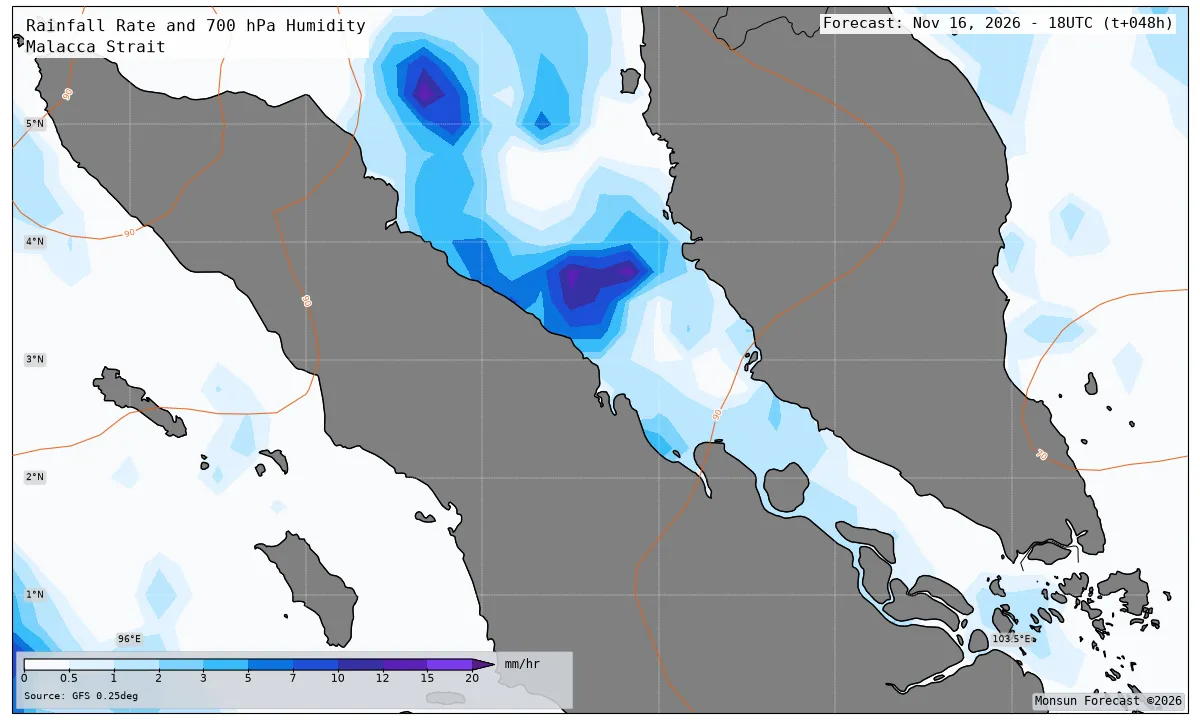 Rainfall Rate and 700 hPa Humidity
Malacca Strait
Forecast: Nov 16, 2026 - 18UTC (t+048h)
90
5°N
90
4°N
90
3°N
90
70
2°N
1°N
96°E
103.5°E
mm/hr
0 0.5 1 2 3 5 7 10 12 15 20
Source: GFS 0.25deg
Monsun Forecast ©2026